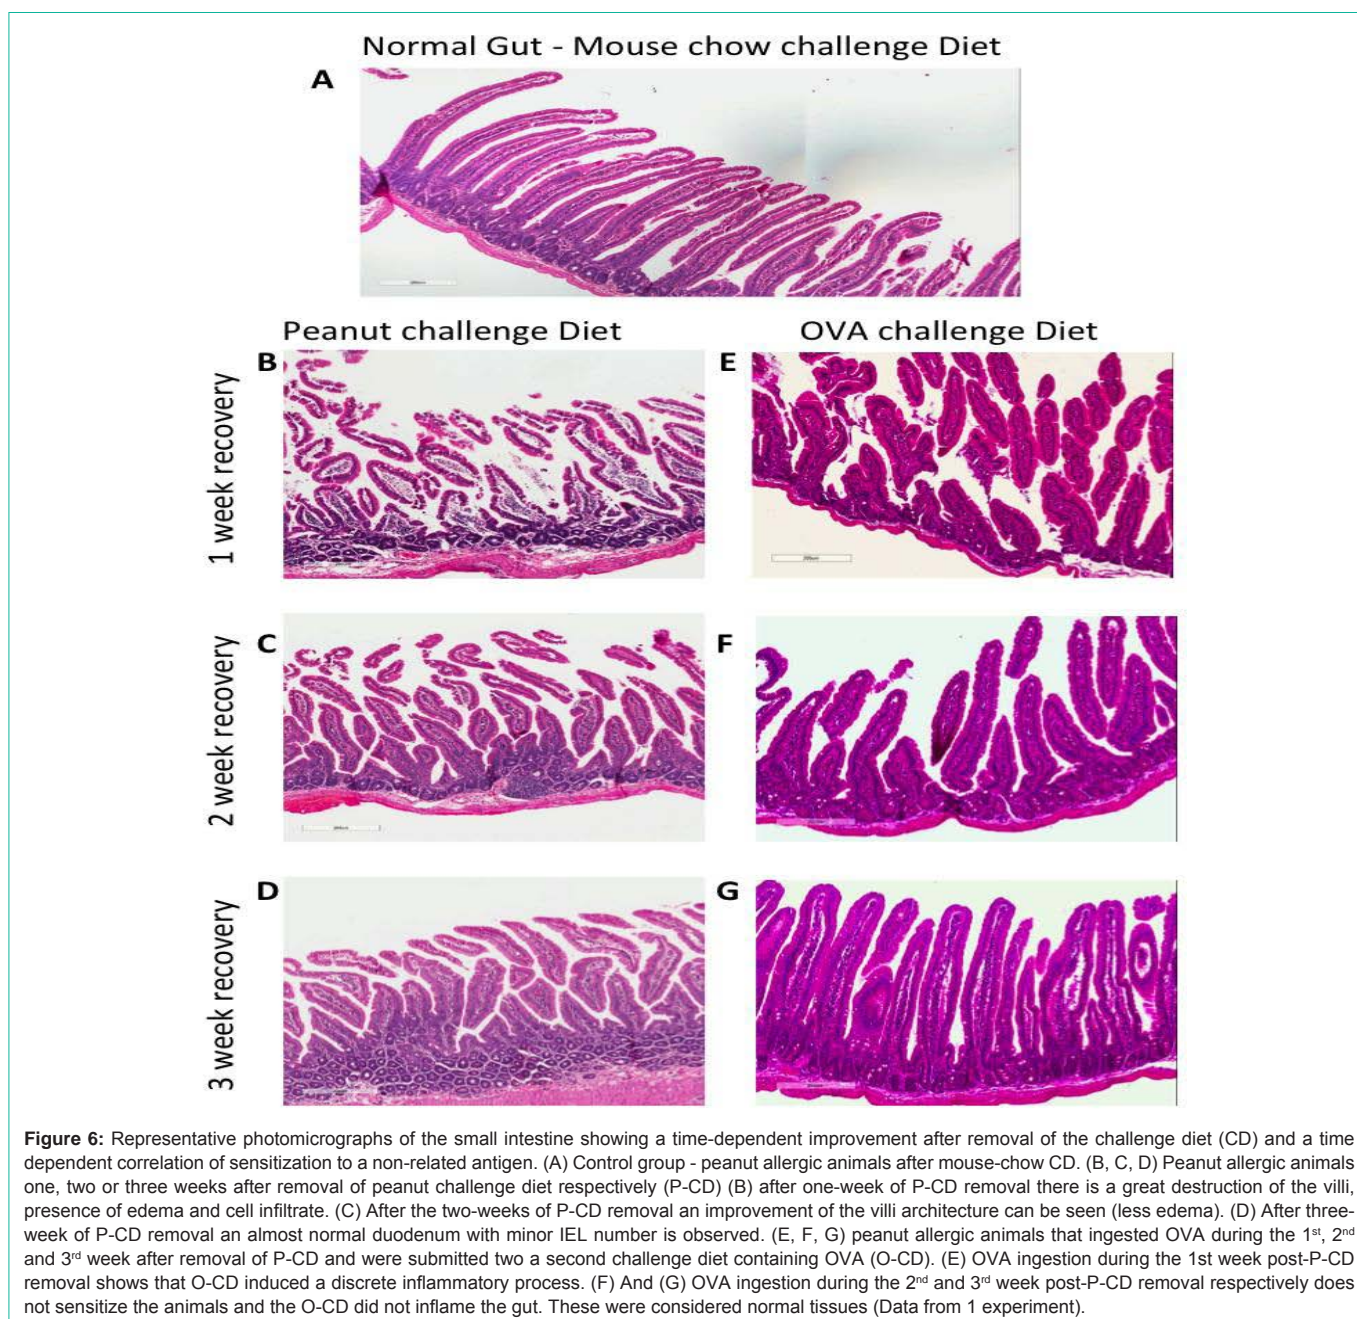 Normal Gut - Mouse chow challenge Diet
A
Peanut challenge Diet
OVA challenge Diet
1 week recovery
B
E
200um
2 week recovery
C
F
200um
3 week recovery
D
G
Figure 6: Representative photomicrographs of the small intestine showing a time-dependent improvement after removal of the challenge diet (CD) and a time
dependent correlation of sensitization to a non-related antigen. (A) Control group - peanut allergic animals after mouse-chow CD. (B, C, D) Peanut allergic animals
one, two or three weeks after removal of peanut challenge diet respectively (P-CD) (B) after one-week of P-CD removal there is a great destruction of the villi,
presence of edema and cell infiltrate. (C) After the two-weeks of P-CD removal an improvement of the villi architecture can be seen (less edema). (D) After three-
week of P-CD removal an almost normal duodenum with minor IEL number is observed. (E, F, G) peanut allergic animals that ingested OVA during the 1st, 2nd
and 3rd week after removal of P-CD and were submitted two a second challenge diet containing OVA (O-CD). (E) OVA ingestion during the 1st week post-P-CD
removal shows that O-CD induced a discrete inflammatory process. (F) And (G) OVA ingestion during the 2nd and 3rd week post-P-CD removal respectively does
not sensitize the animals and the O-CD did not inflame the gut. These were considered normal tissues (Data from 1 experiment).